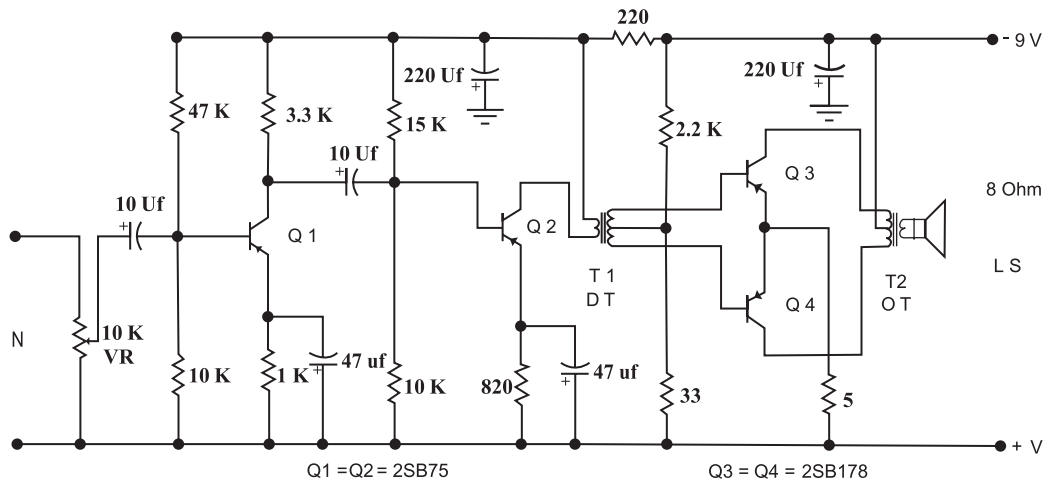 220
- 9 V
220 Uf
+
220 Uf
+
47 K
3.3 K
15 K
2.2 K
10 Uf
+
Q 3
8 Ohm
10 Uf
+
Q 1
Q 2
L S
T 1
D T
T2
O T
Q 4
N
10 K
VR
10 K
1 K
47 uf
+
10 K
820
47 uf
+
33
5
+ V
Q1 = Q2 = 2SB75
Q3 = Q4 = 2SB178